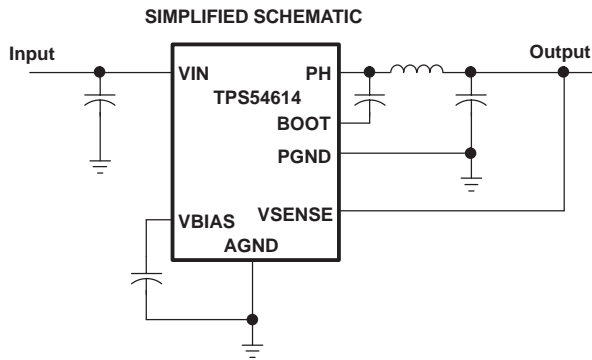 SIMPLIFIED SCHEMATIC
Input
Output
VIN
PH
TPS54614
BOOT
PGND
VBIAS
VSENSE
AGND